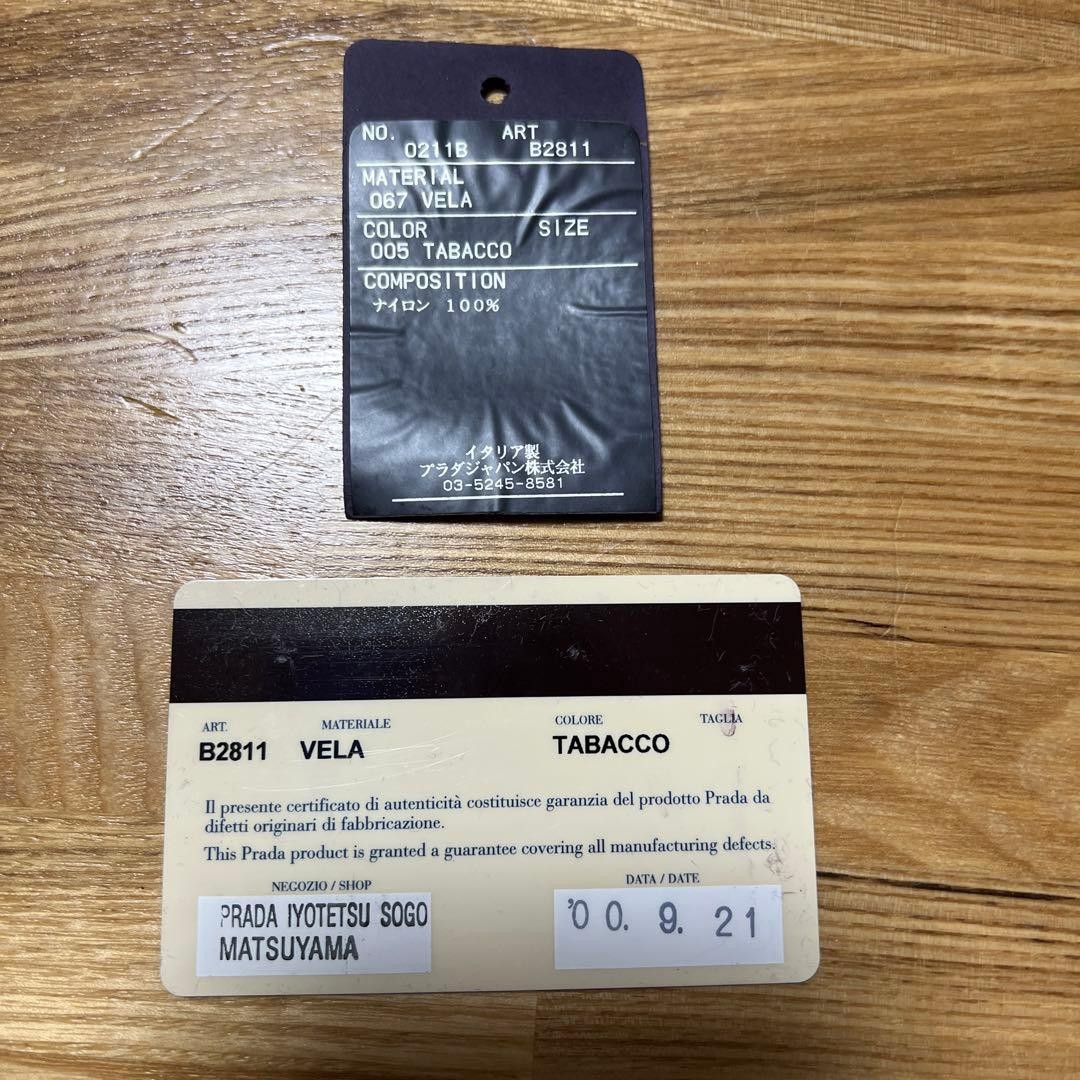 NO. ART
0211B B2811
MATERIAL
067 VELA
COLOR SIZE
005 TABACCO
COMPOSITION
ナイロン 100%
イタリア製
プラダジャパン株式会社
03-5245-8581
ART. MATERIALE COLORE TAGLIA
B2811 VELA TABACCO
Il presente certificato di autenticità costituisce garanzia del prodotto Prada da
difetti originari di fabbricazione.
This Prada product is granted a guarantee covering all manufacturing defects.
NEGOZIO / SHOP DATA / DATE
PRADA IYOTETSU SOGO
MATSUYAMA
'00. 9. 21